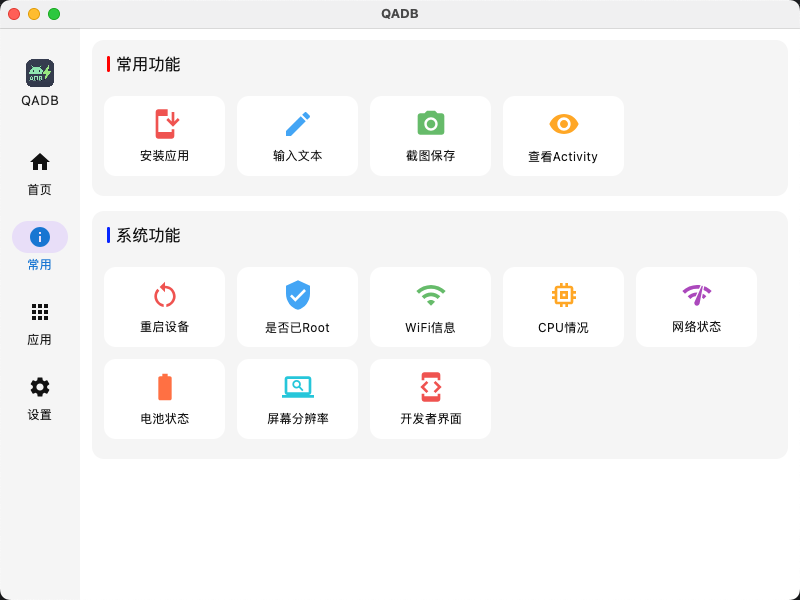 QADB
QADB
首页
常用
应用
设置
常用功能
安装应用
输入文本
截图保存
查看Activity
系统功能
重启设备
是否已Root
WiFi信息
CPU情况
网络状态
电池状态
屏幕分辨率
开发者界面